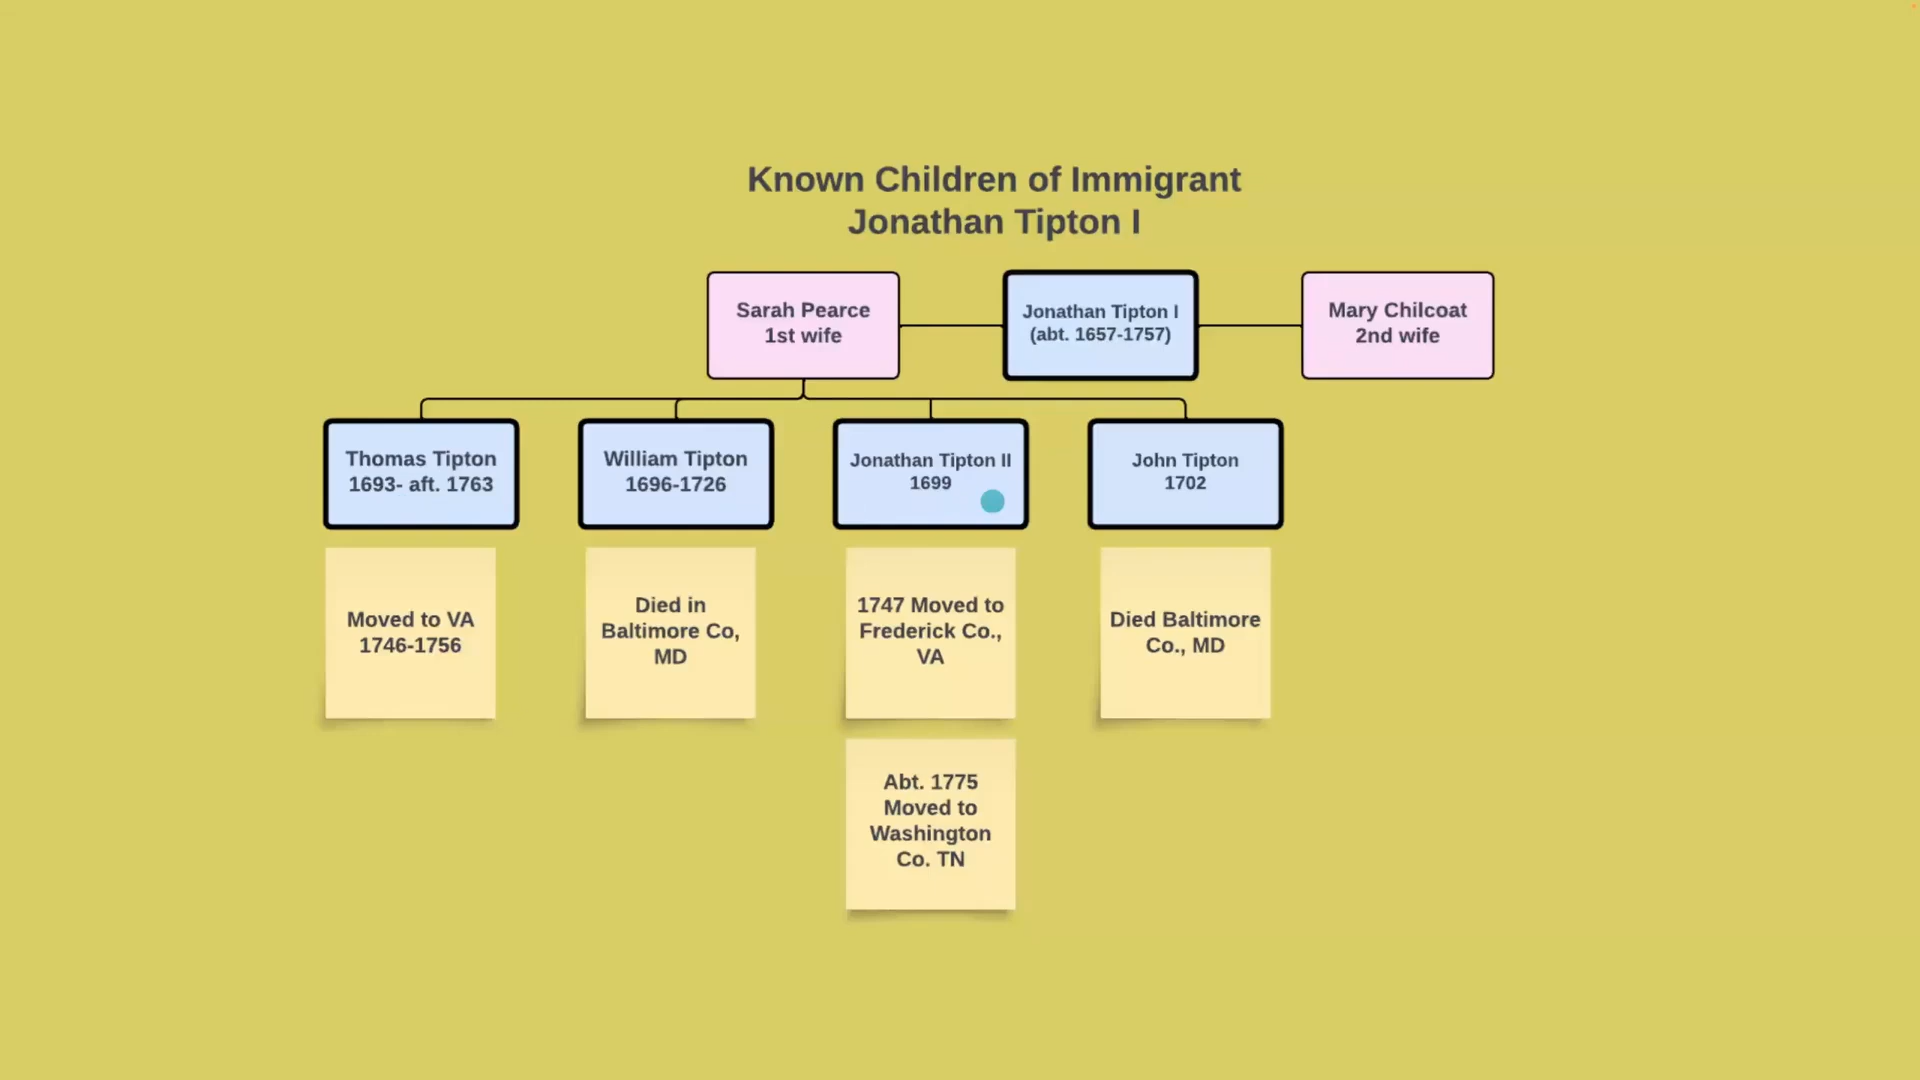 Known Children of Immigrant
Jonathan Tipton I
Sarah Pearce
1st wife
Jonathan Tipton I
(abt. 1657-1757)
Mary Chilcoat
2nd wife
Thomas Tipton
1693- aft. 1763
William Tipton
1696-1726
Jonathan Tipton II
1699
John Tipton
1702
Moved to VA
1746-1756
Died in
Baltimore Co,
MD
1747 Moved to
Frederick Co.,
VA
Died Baltimore
Co., MD
Abt. 1775
Moved to
Washington
Co. TN